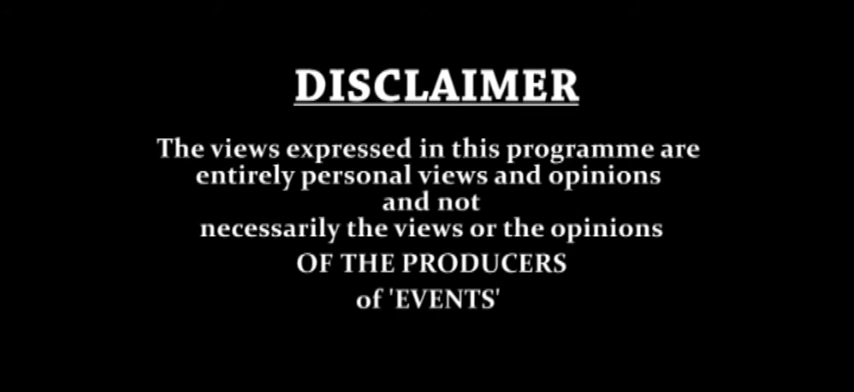 DISCLAIMER
The views expressed in this programme are
entirely personal views and opinions
and not
necessarily the views or the opinions
OF THE PRODUCERS
of 'EVENTS'